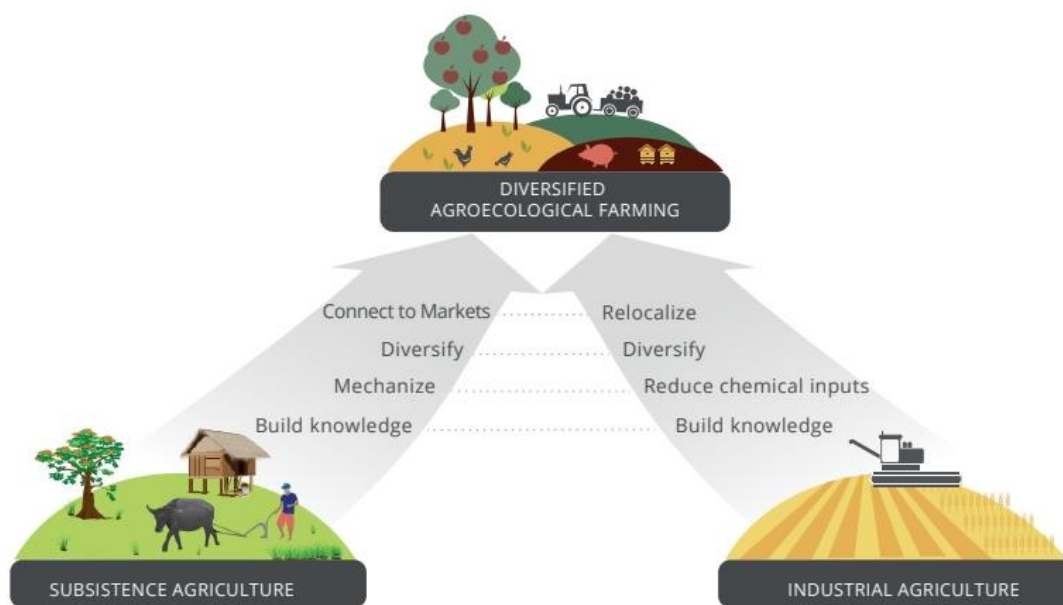 DIVERSIFIED
AGROECOLOGICAL FARMING
Connect to Markets
Relocalize
Diversify
Diversify
Mechanize
Reduce chemical inputs
Build knowledge
Build knowledge
SUBSISTENCE AGRICULTURE
INDUSTRIAL AGRICULTURE